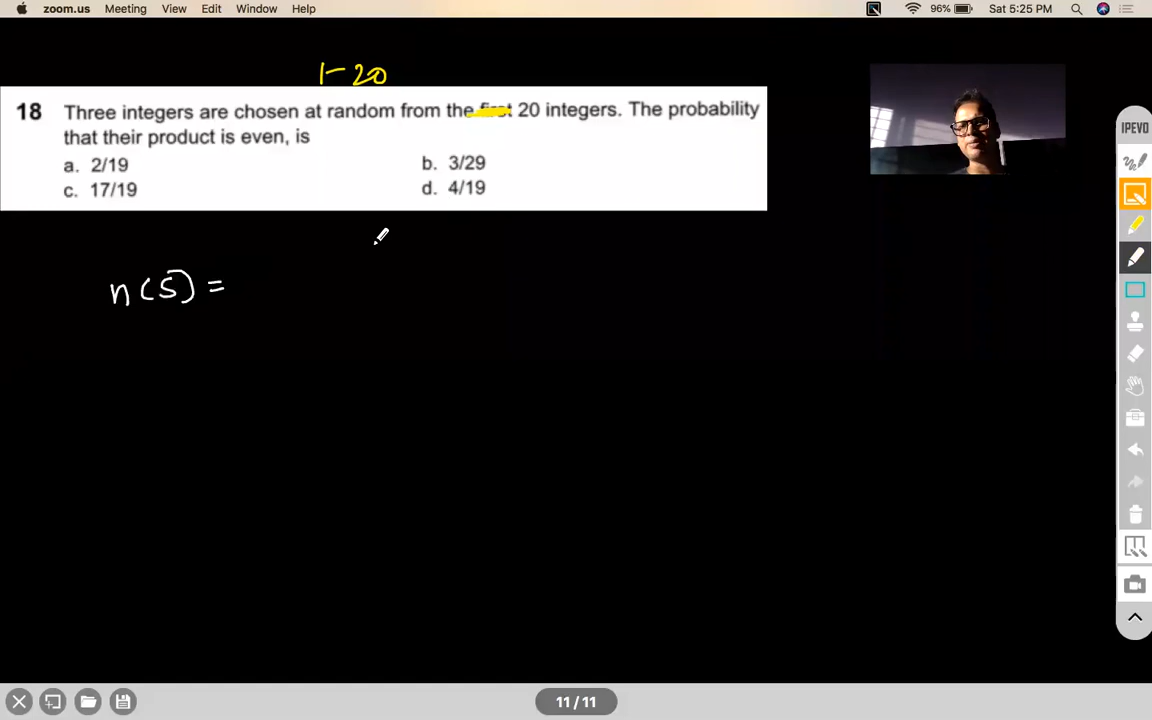 zoom.us Meeting View Edit Window Help 96% Sat 5:25 PM
1-20
18 Three integers are chosen at random from the first 20 integers. The probability
that their product is even, is
a. 2/19 b. 3/29
c. 17/19 d. 4/19
n(S) =
IPEVO
11/11